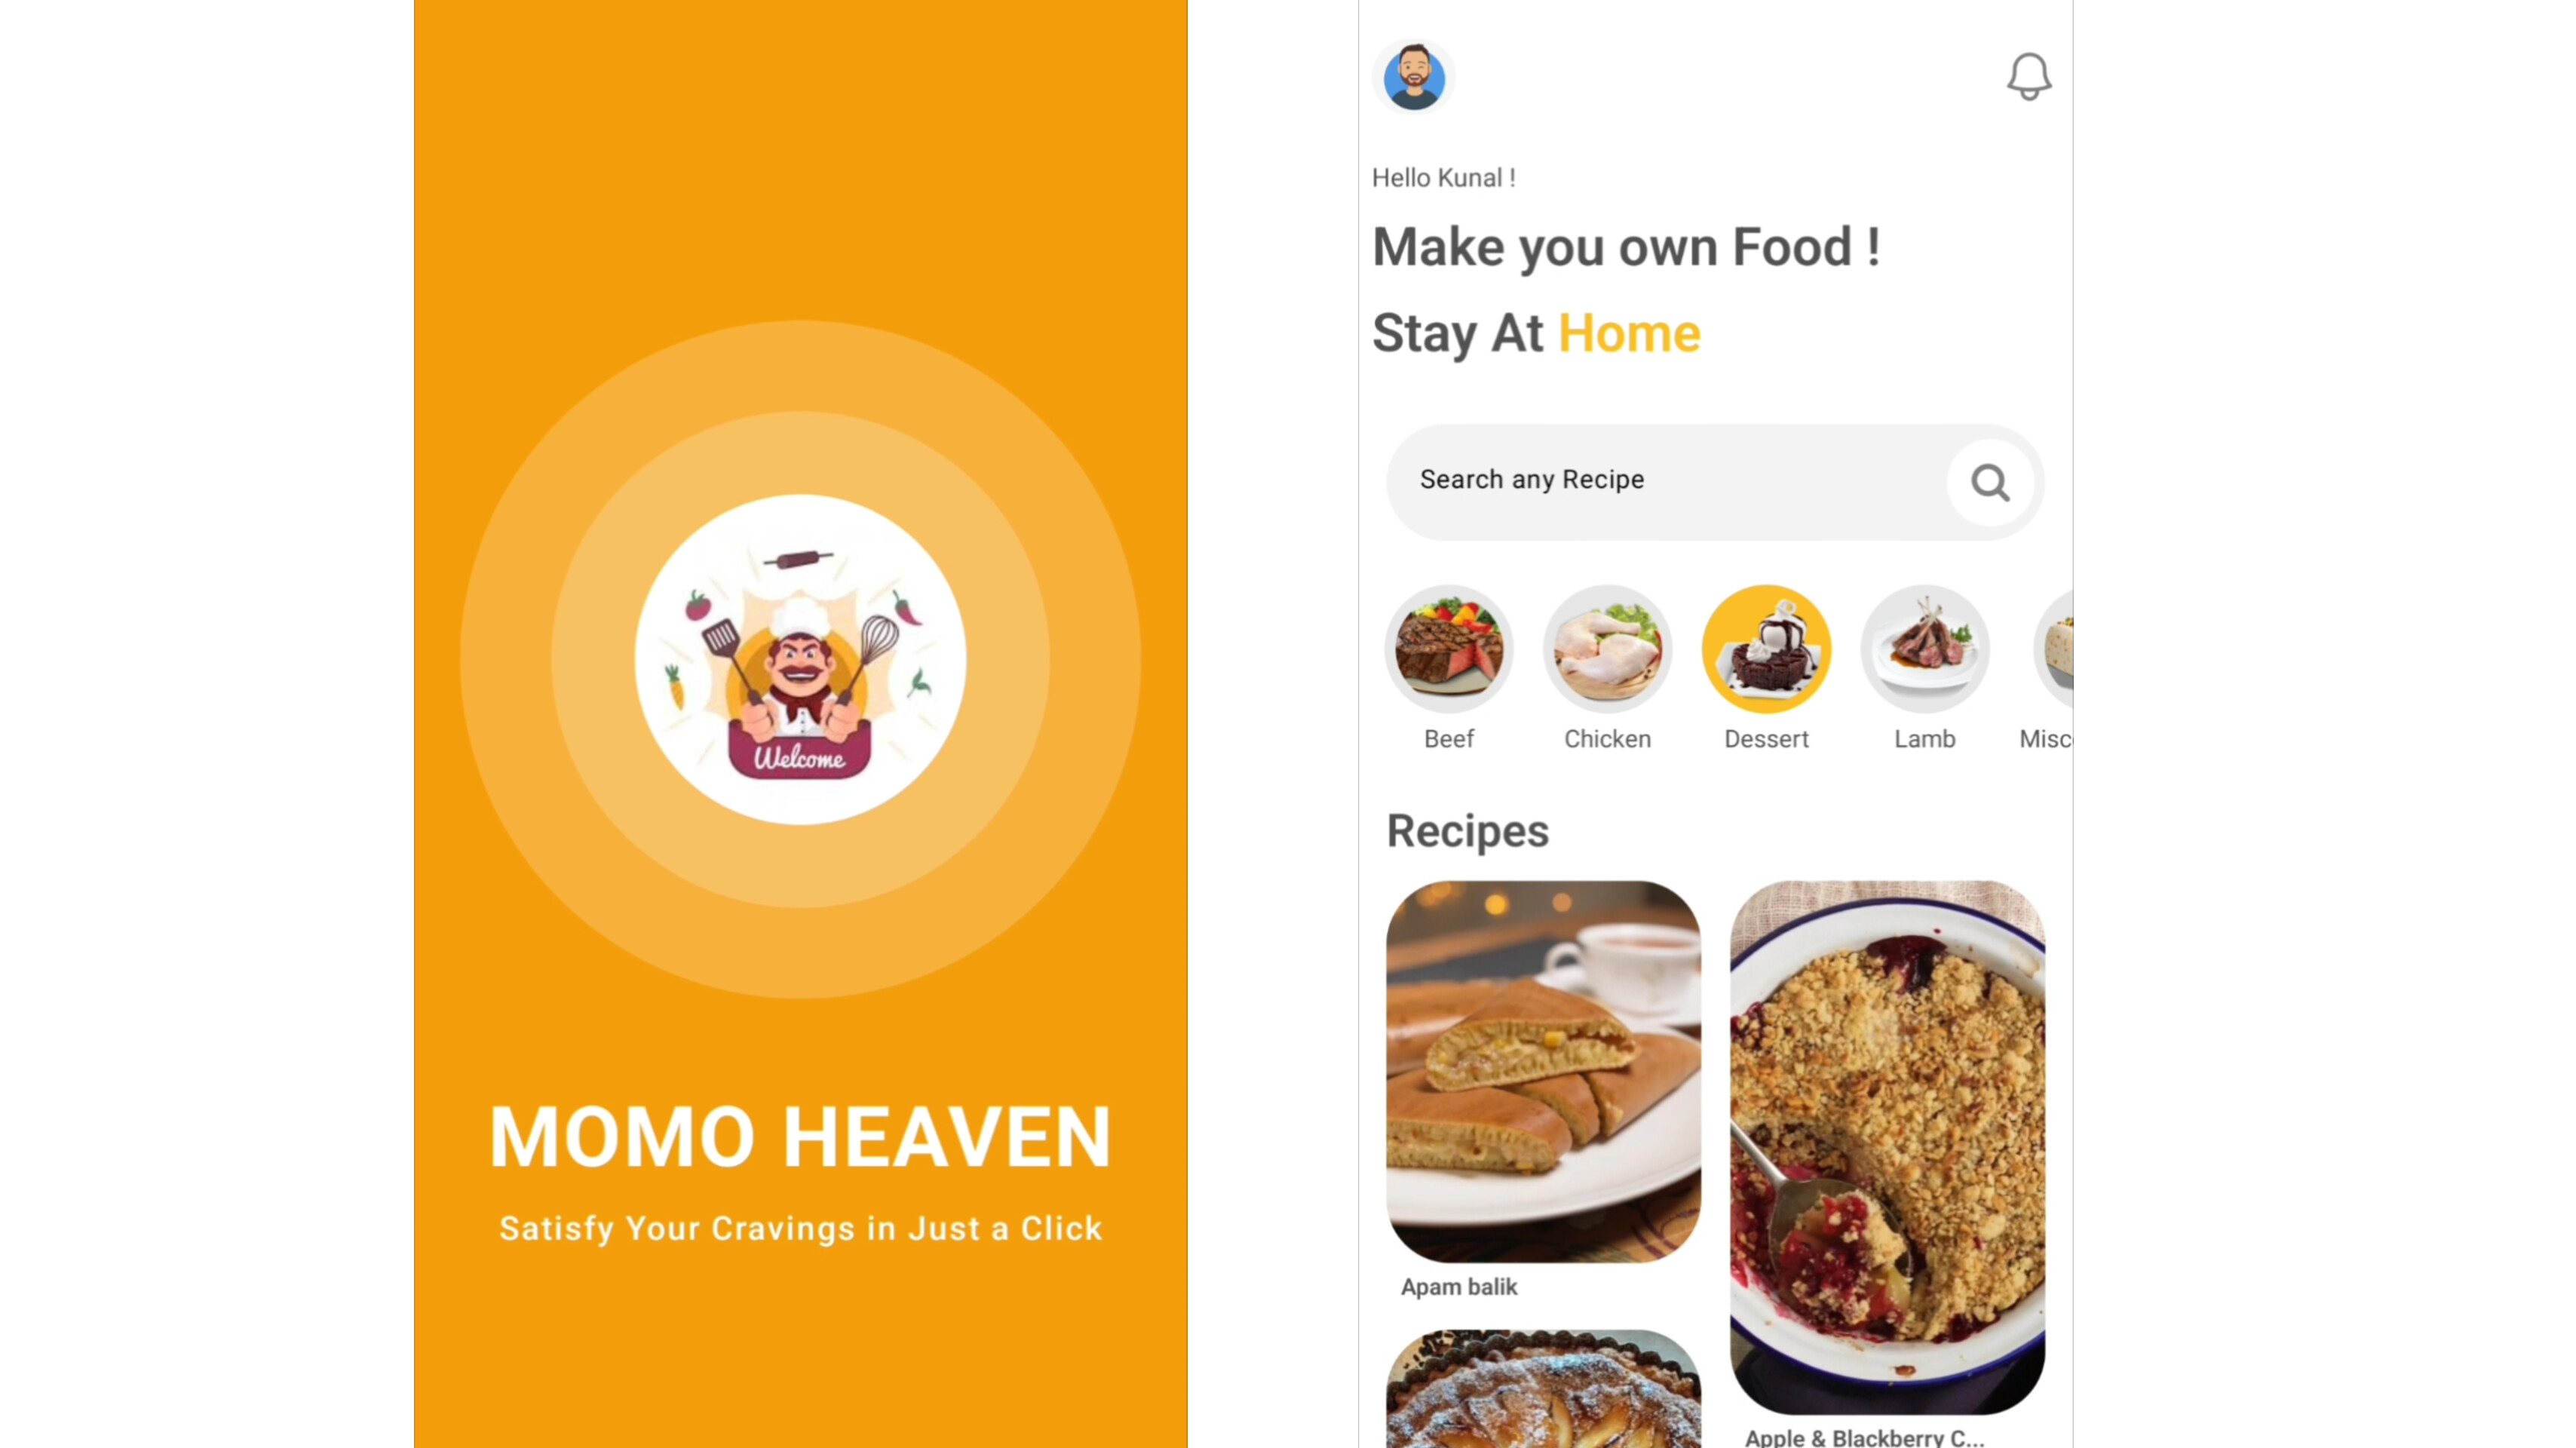 Welcome
MOMO HEAVEN
Satisfy Your Cravings in Just a Click
Hello Kunal !
Make you own Food !
Stay At Home
Search any Recipe
Beef
Chicken
Dessert
Lamb
Misc
Recipes
Apam balik
Apple & Blackberry C...